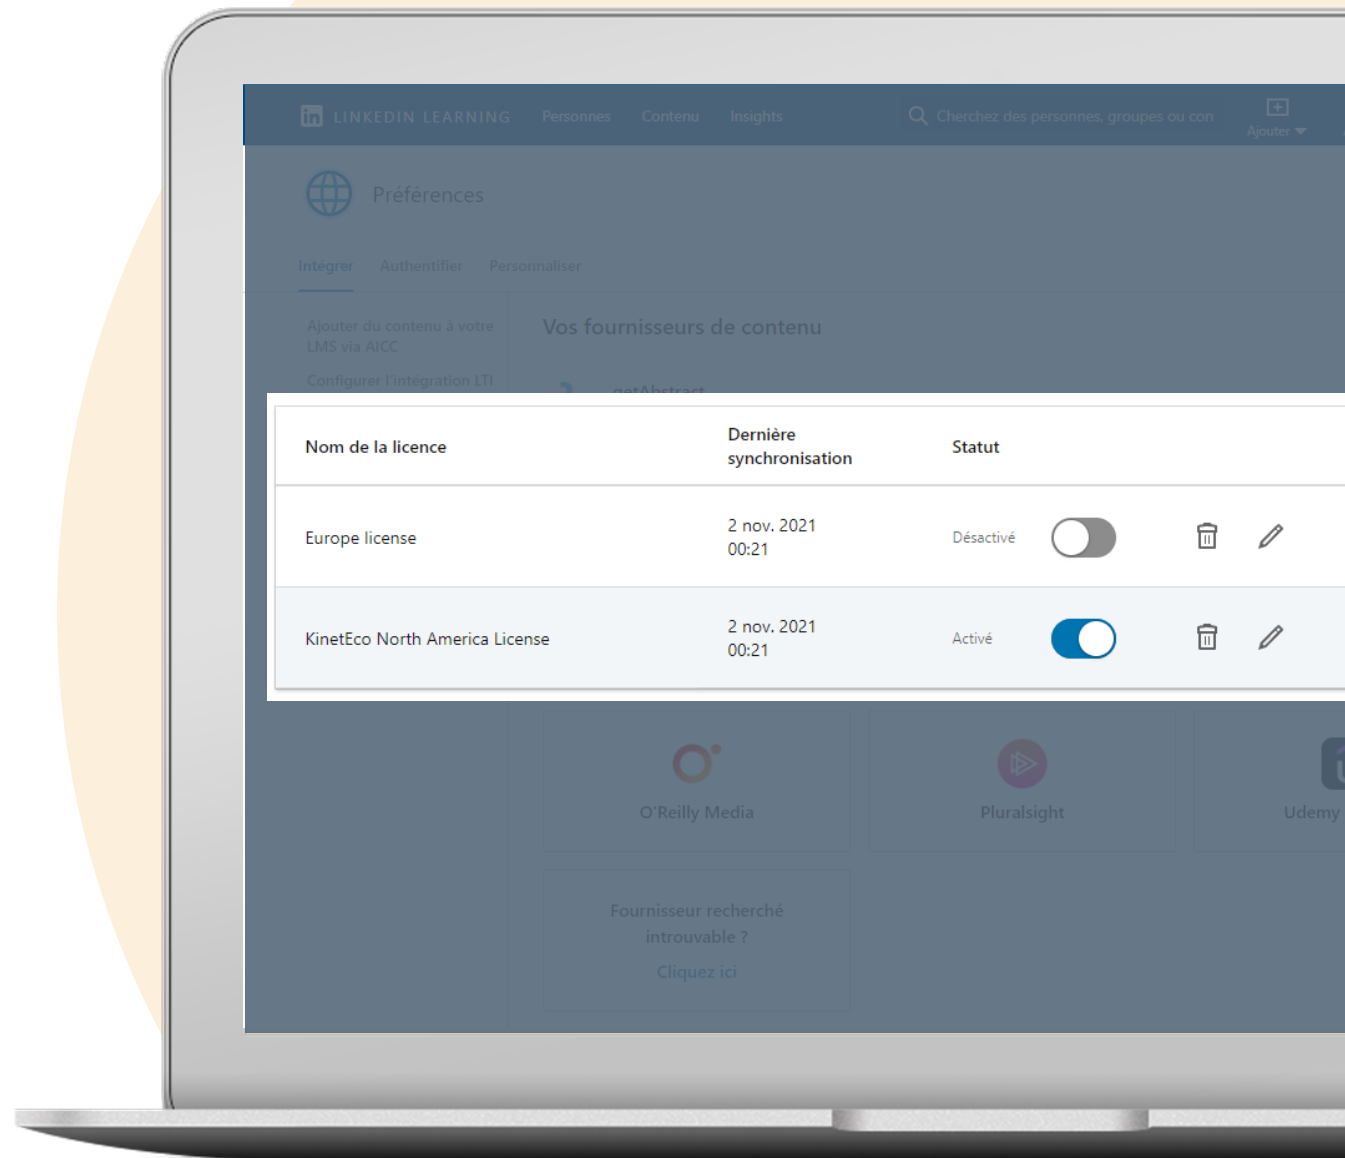 in LINKEDIN LEARNING Personnes Contenu Insights Cherchez des personnes, groupes ou con Ajouter
Préférences
Intégrer Authentifier Personnaliser
Ajouter du contenu à votre
LMS via AICC
Configurer l'intégration LTI
Vos fournisseurs de contenu
getAbstract
Nom de la licence Dernière synchronisation Statut
Europe license 2 nov. 2021 00:21 Désactivé
KinetEco North America License 2 nov. 2021 00:21 Activé
O'Reilly Media Pluralsight Udemy
Fournisseur recherché
introuvable ?
Cliquez ici